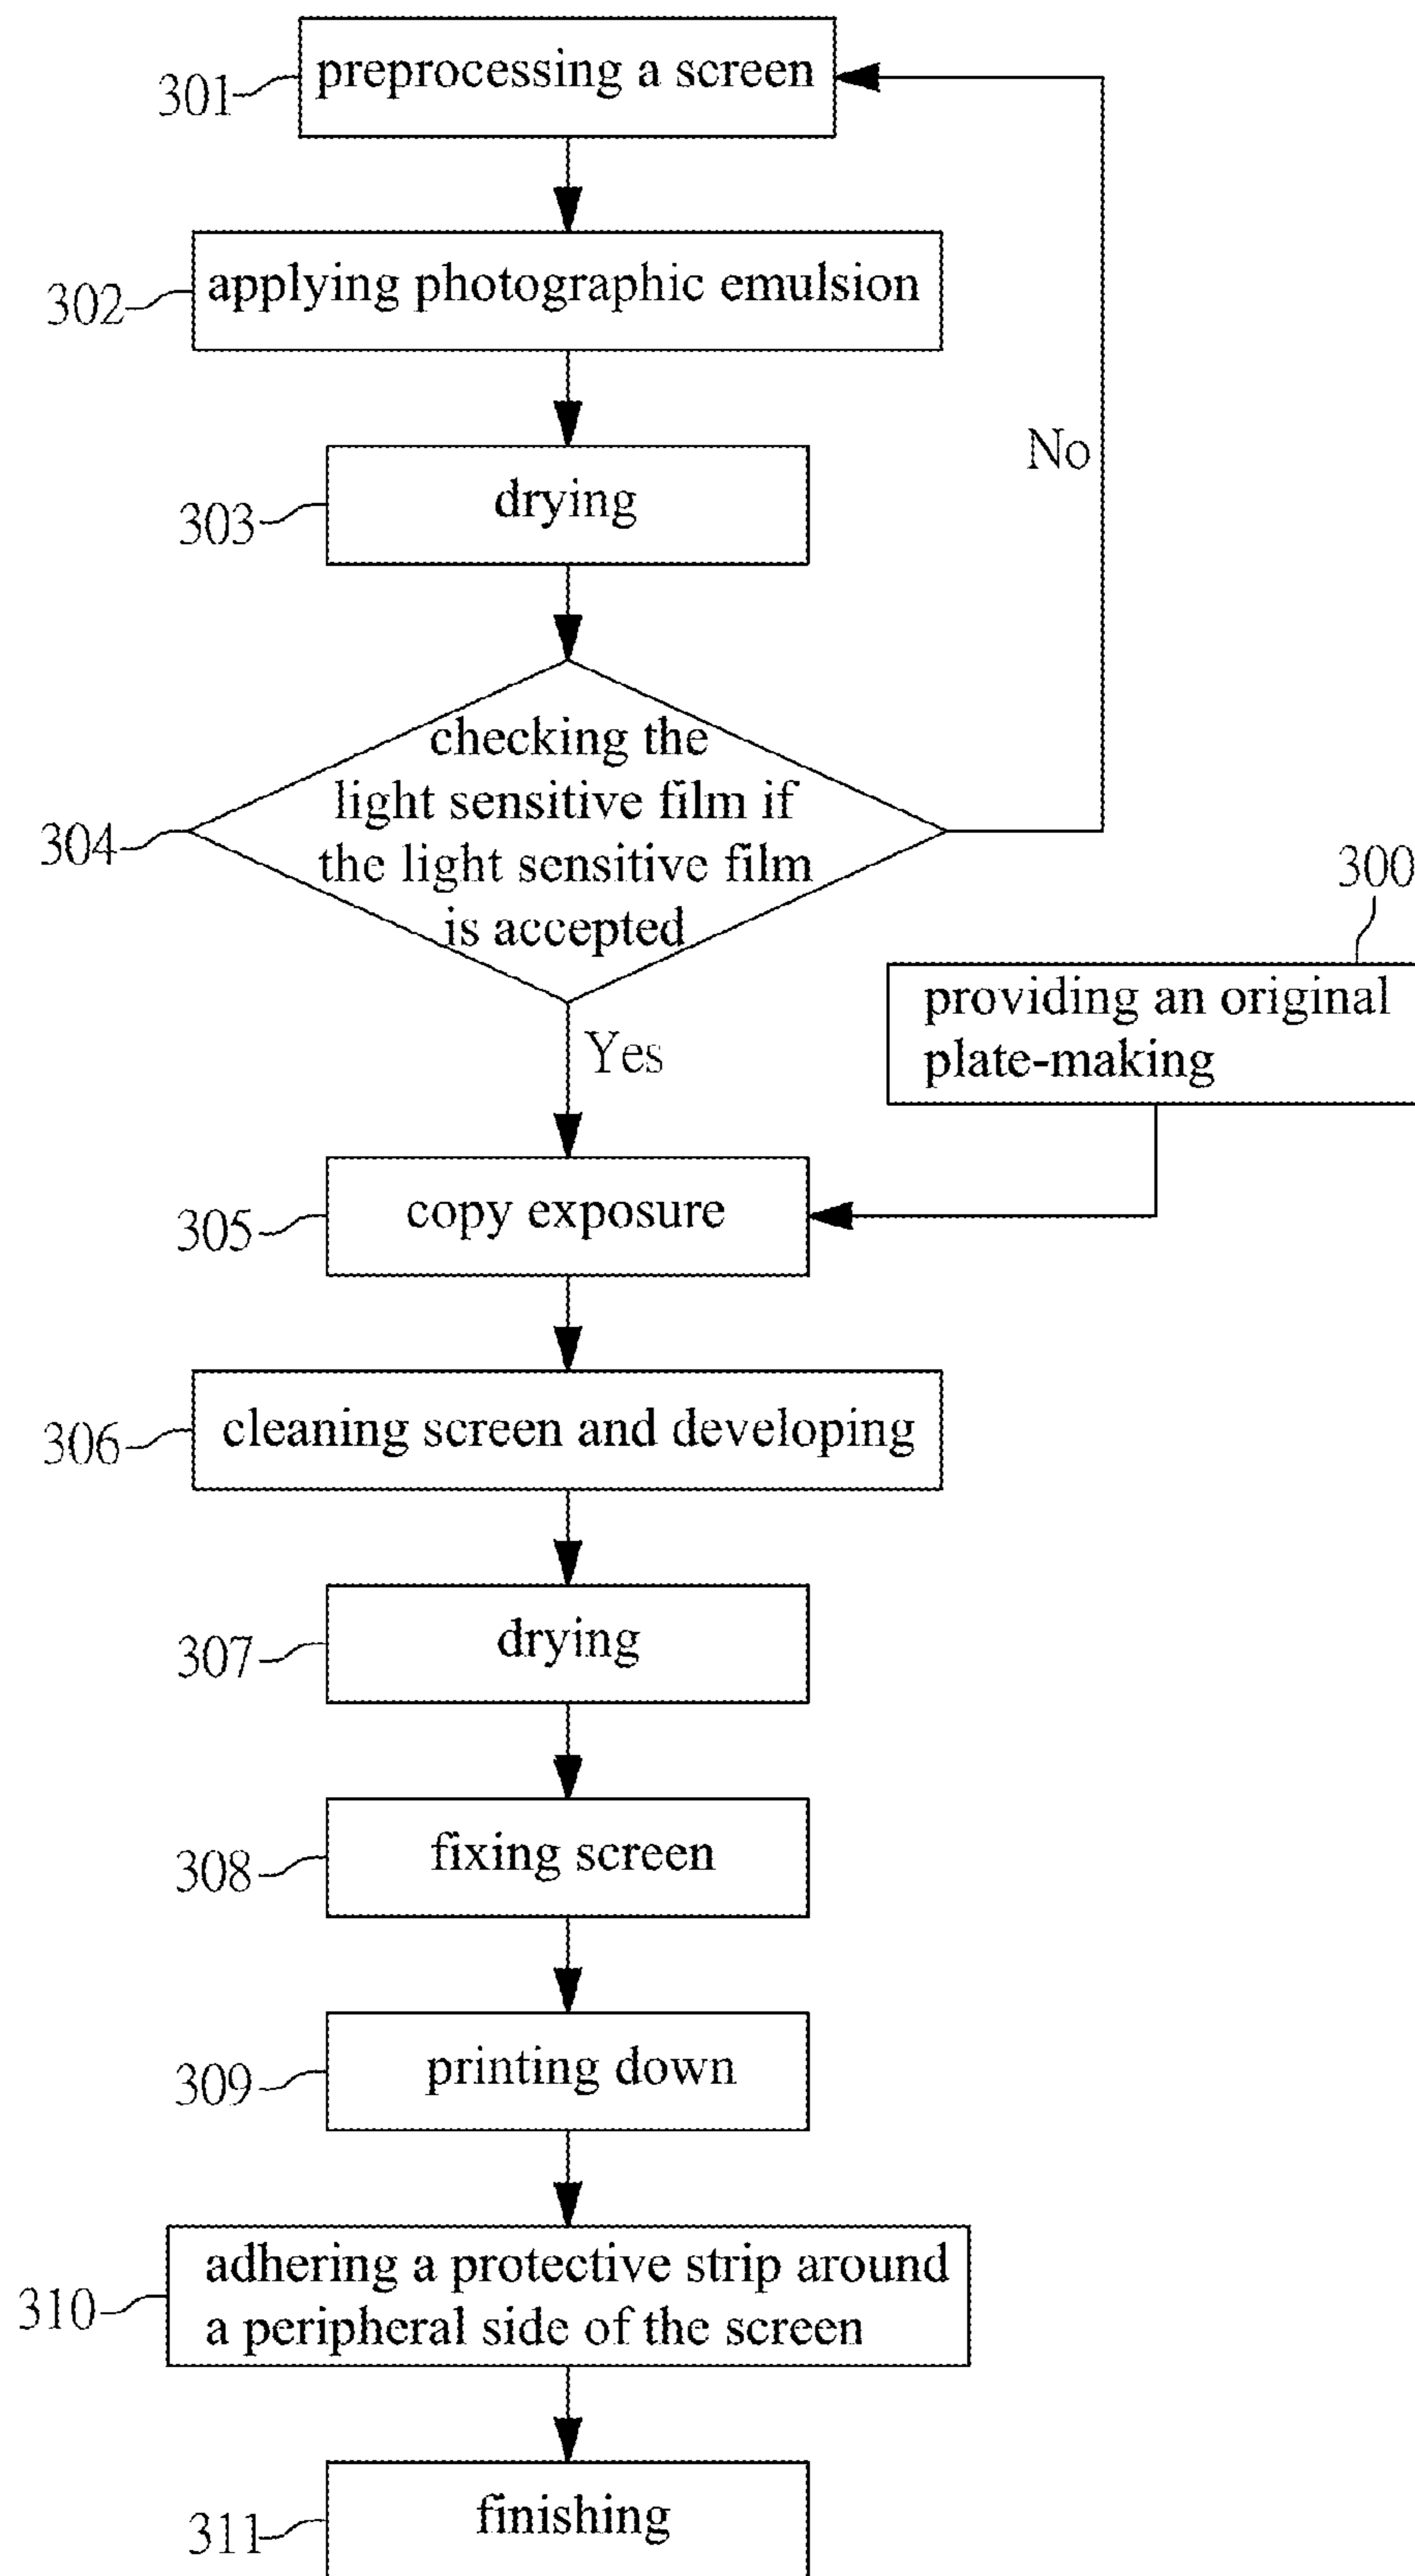 preprocessing a screen
301
applying photographic emulsion
302
No
drying
303
checking the
light sensitive film if
the light sensitive film
is accepted
304
300
providing an original
plate-making
Yes
copy exposure
305
cleaning screen and developing
306
drying
307
fixing screen
308
printing down
309
adhering a protective strip around
a peripheral side of the screen
310
finishing
311